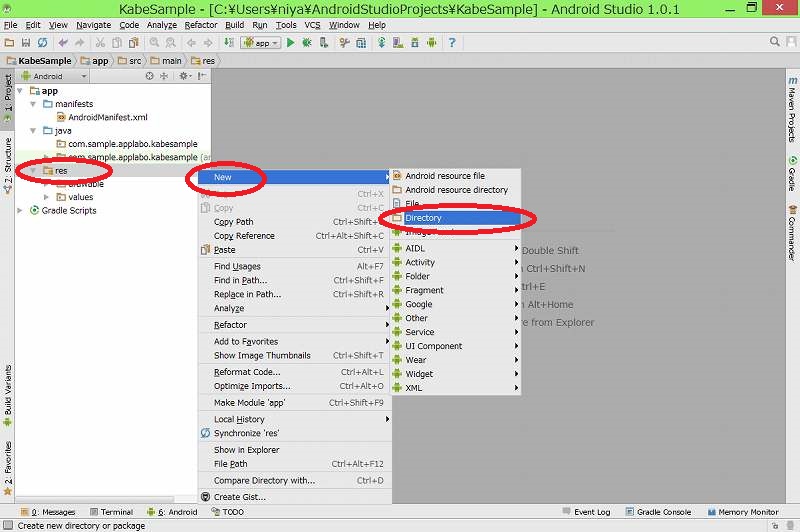 KabeSample - [C:¥Users¥niya¥AndroidStudioProjects¥KabeSample] - Android Studio 1.0.1
File Edit View Navigate Code Analyze Refactor Build Run Tools VCS Window Help
app
KabeSample app src main res
Android
1: Project
7: Structure
Build Variants
2: Favorites
app
manifests
AndroidManifest.xml
java
com.sample.applabo.kabesample
com.sample.applabo.kabesample
res
drawable
values
Gradle Scripts
New
Ctrl+X
Copy Ctrl+C
Copy Path Ctrl+Shift+
Copy Reference Ctrl+Alt+Shift+C
Paste Ctrl+V
Find Usages Alt+F7
Find in Path... Ctrl+Shift+F
Replace in Path... Ctrl+Shift+R
Analyze
Refactor
Add to Favorites
Show Image Thumbnails Ctrl+Shift+T
Reformat Code... Ctrl+Alt+L
Optimize Imports... Ctrl+Alt+O
Make Module 'app' Ctrl+Shift+F9
Local History
Synchronize 'res'
Show in Explorer
File Path Ctrl+Alt+F12
Compare Directory with... Ctrl+D
Create Gist...
Android resource file
Android resource directory
File
Directory
AIDL
Activity
Folder
Fragment
Google
Other
Service
UI Component
Wear
Widget
XML
Double Shift
Ctrl+Shift+N
+E
Alt+Home
from Explorer
Maven Projects
Gradle
Commander
0: Messages Terminal 6: Android TODO Event Log Gradle Console Memory Monitor
Create new directory or package